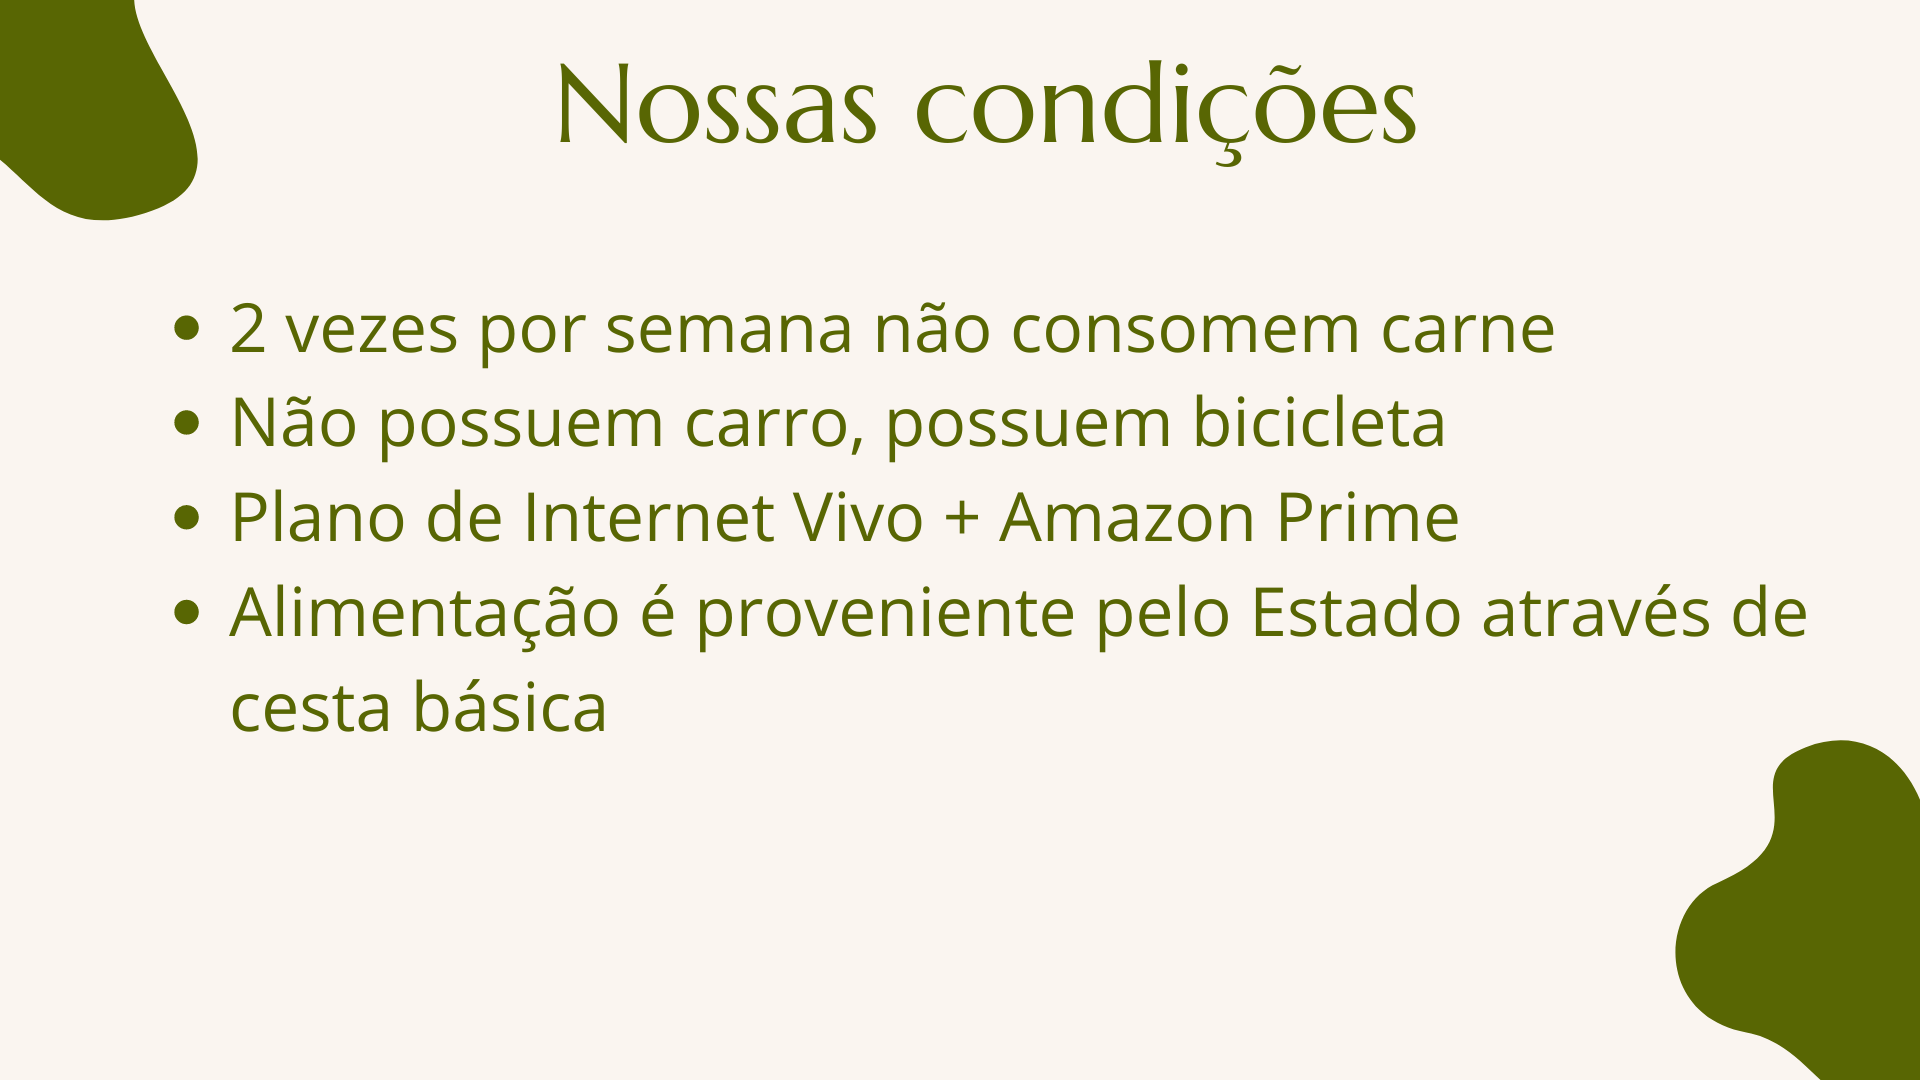 Nossas condições
• 2 vezes por semana não consomem carne
• Não possuem carro, possuem bicicleta
• Plano de Internet Vivo + Amazon Prime
• Alimentação é proveniente pelo Estado através de
cesta básica